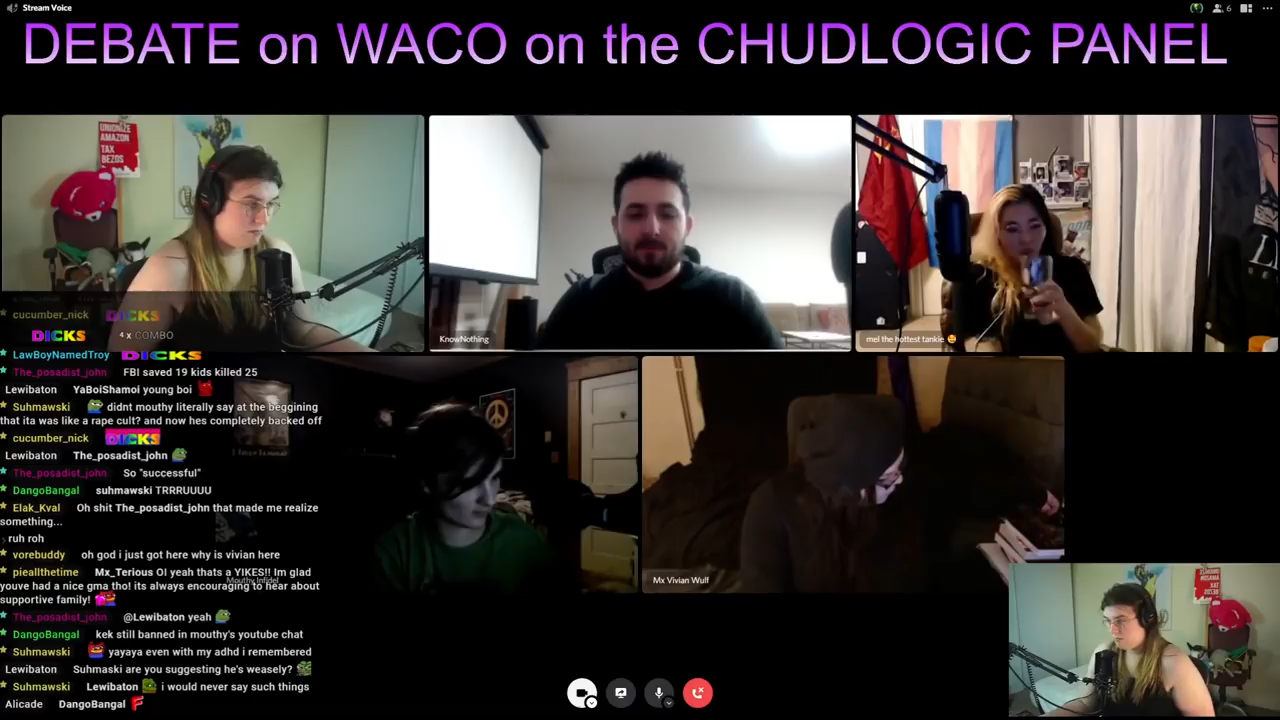 Stream Voice
6
DEBATE on WACO on the CHUDLOGIC PANEL
UNIONIZE
AMAZON
TAX
BEZOS
KnowNothing
mel the hottest tankie
cucumber_nick DICKS
DICKS 4 x COMBO
LawBoyNamedTroy DICKS
The_posadist_john FBI saved 19 kids killed 25
Lewibaton YaBoiShamoi young boi
Suhmawski didnt mouthy literally say at the beggining
that ita was like a rape cult? and now hes completely backed off
cucumber_nick DICKS
Lewibaton The_posadist_john
The_posadist_john So "successful"
DangoBangal suhmawski TRRRUUUU
Elak_Kval Oh shit The_posadist_john that made me realize
something...
ruh roh
vorebuddy oh god i just got here why is vivian here
pieallthetime Mx_Terious OI yeah thats a YIKES!! Im glad
youve had a nice gma tho! its always encouraging to hear about
supportive family!
The_posadist_john @Lewibaton yeah
DangoBangal kek still banned in mouthy's youtube chat
Suhmawski yayaya even with my adhd i remembered
Lewibaton Suhmaski are you suggesting he's weasely?
Suhmawski Lewibaton i would never say such things
Alicade DangoBangal F
Mouthy Infidel
Mx Vivian Wulf